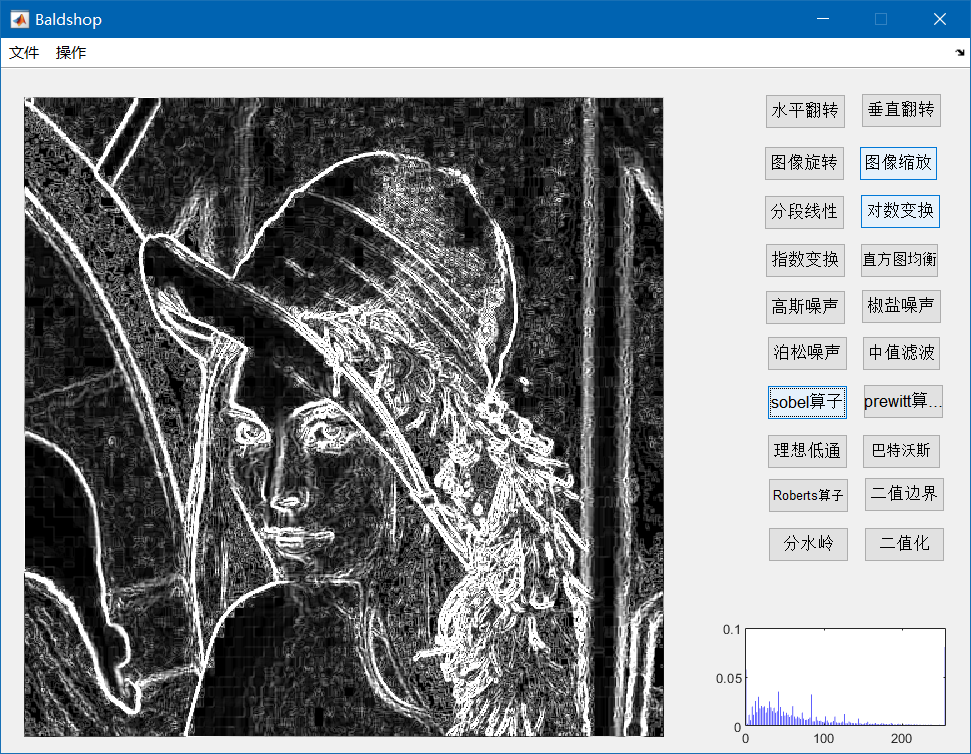 Baldshop
文件 操作
水平翻转 垂直翻转
图像旋转 图像缩放
分段线性 对数变换
指数变换 直方图均衡
高斯噪声 椒盐噪声
泊松噪声 中值滤波
sobel算子 prewitt算...
理想低通 巴特沃斯
Roberts算子 二值边界
分水岭 二值化
0.1
0.05
0
0 100 200